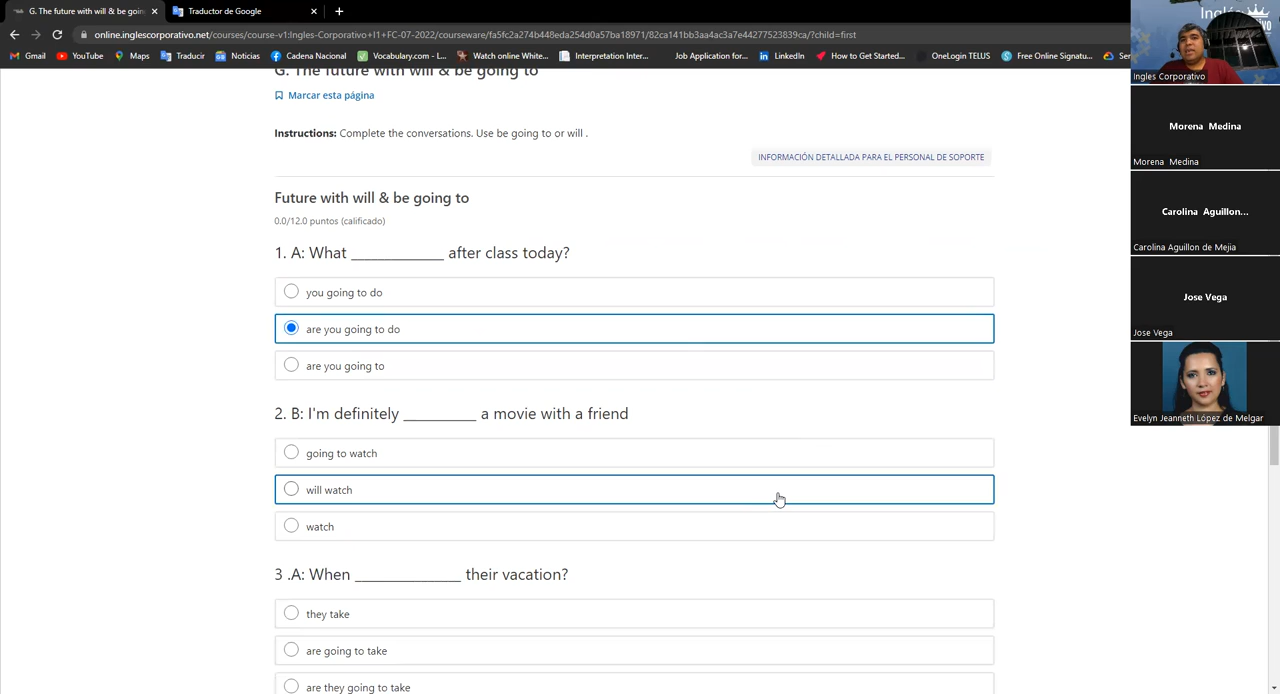 G. The future with will & be goin
Traductor de Google
online.inglescorporativo.net/courses/course-v1:Ingles-Corporativo+I1+FC-07-2022/courseware/fa5fc2a274b448eda254d0a57ba18971/82ca141bb3aa4ac3a7e44277523839ca/?child=first
Gmail
YouTube
Maps
Traducir
Noticias
Cadena Nacional
Vocabulary.com - L...
Watch online White...
Interpretation Inter...
Job Application for...
LinkedIn
How to Get Started...
OneLogin TELUS
Free Online Signatu...
Ser
G. The future with will & be going to
Marcar esta página
Instructions: Complete the conversations. Use be going to or will .
INFORMACIÓN DETALLADA PARA EL PERSONAL DE SOPORTE
Future with will & be going to
0.0/12.0 puntos (calificado)
1. A: What _____________ after class today?
you going to do
are you going to do
are you going to
2. B: I'm definitely __________ a movie with a friend
going to watch
will watch
watch
3 .A: When _______________ their vacation?
they take
are going to take
are they going to take
Ingles Corporativo
Morena Medina
Morena Medina
Carolina Aguillon...
Carolina Aguillon de Mejia
Jose Vega
Jose Vega
Evelyn Jeanneth López de Melgar